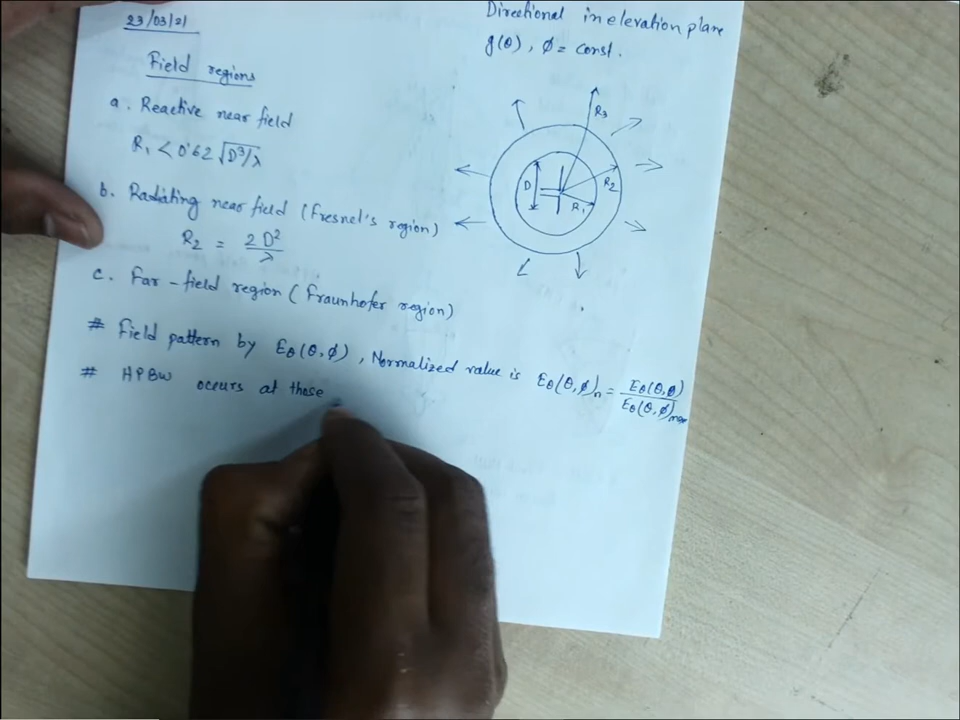 23/03/21
Directional in elevation plane
g(θ), ϕ = const.
Field regions
a. Reactive near field
R₁ < 0.62 √D³/λ
b. Radiating near field (Fresnel's region)
R₂ = 2D²/λ
c. Far-field region (Fraunhofer region)
# Field pattern by Eθ(θ,ϕ), Normalized value is Eθ(θ,ϕ)n = Eθ(θ,ϕ)/Eθ(θ,ϕ)max
# HPBW occurs at those
R₃
D
R₂
R₁